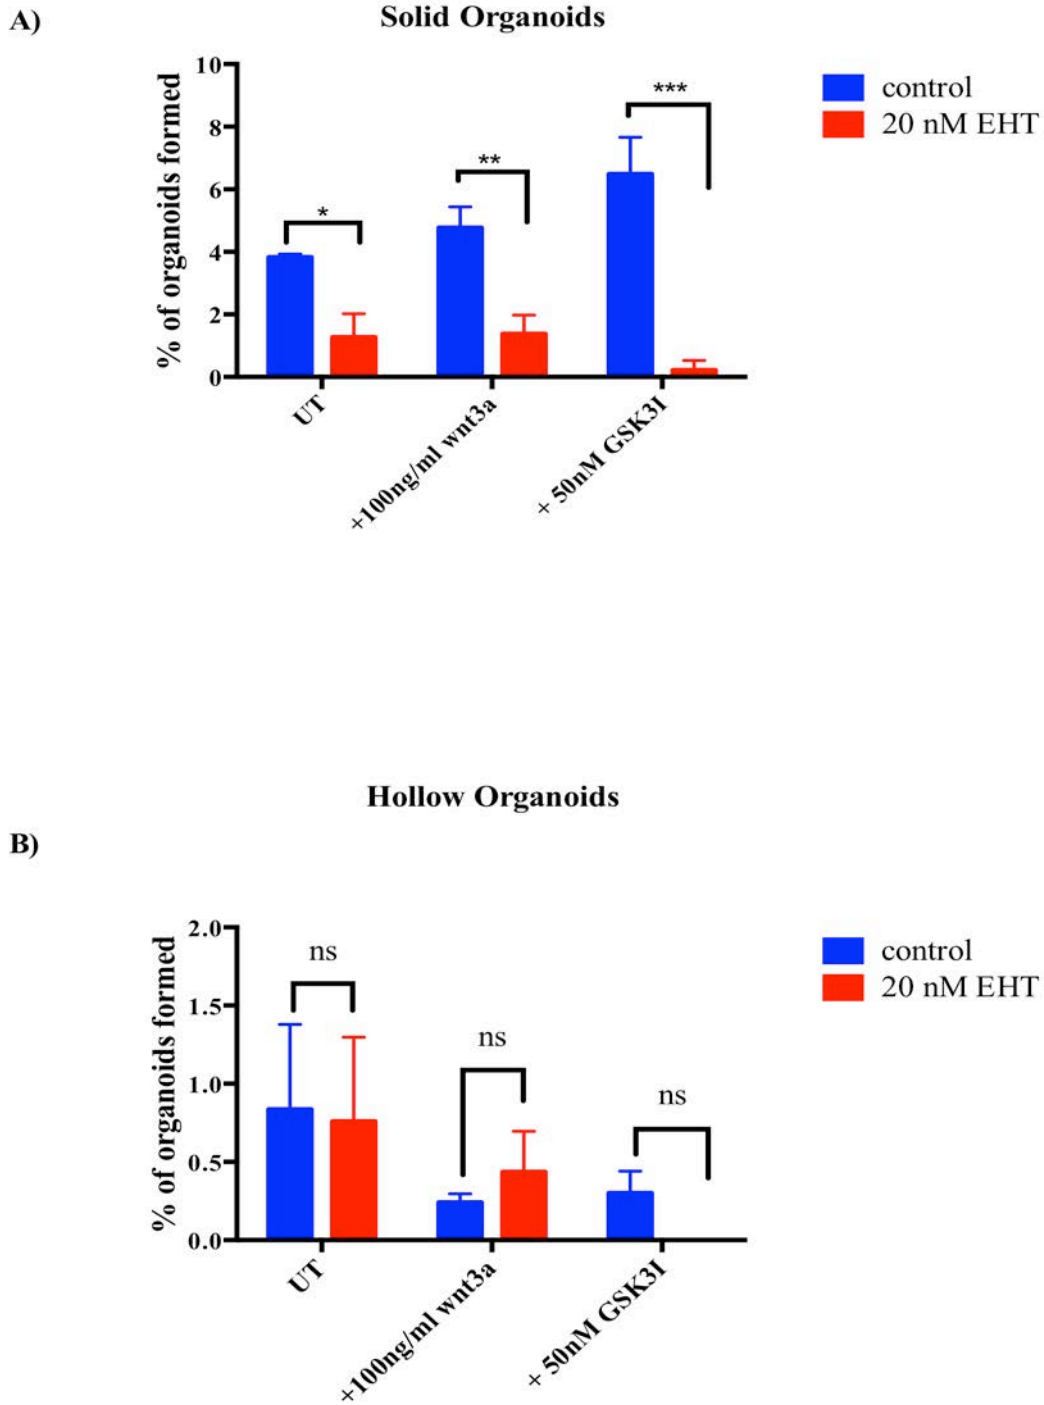 A)
Solid Organoids
% of organoids formed
10
8
6
4
2
0
*
**
***
control
20 nM EHT
UT
+100ng/ml wnt3a
+ 50nM GSK3I
Hollow Organoids
B)
% of organoids formed
2.0
1.5
1.0
0.5
0.0
ns
ns
ns
control
20 nM EHT
UT
+100ng/ml wnt3a
+ 50nM GSK3I